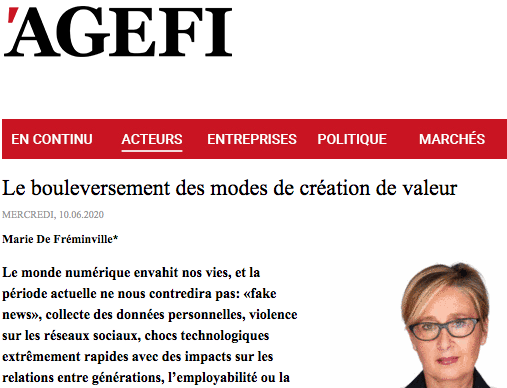 'AGEFI
EN CONTINU ACTEURS ENTREPRISES POLITIQUE MARCHÉS
Le bouleversement des modes de création de valeur
MERCREDI, 10.06.2020
Marie De Fréminville*
Le monde numérique envahit nos vies, et la
période actuelle ne nous contredira pas: «fake
news», collecte des données personnelles, violence
sur les réseaux sociaux, chocs technologiques
extrêmement rapides avec des impacts sur les
relations entre générations, l’employabilité ou la